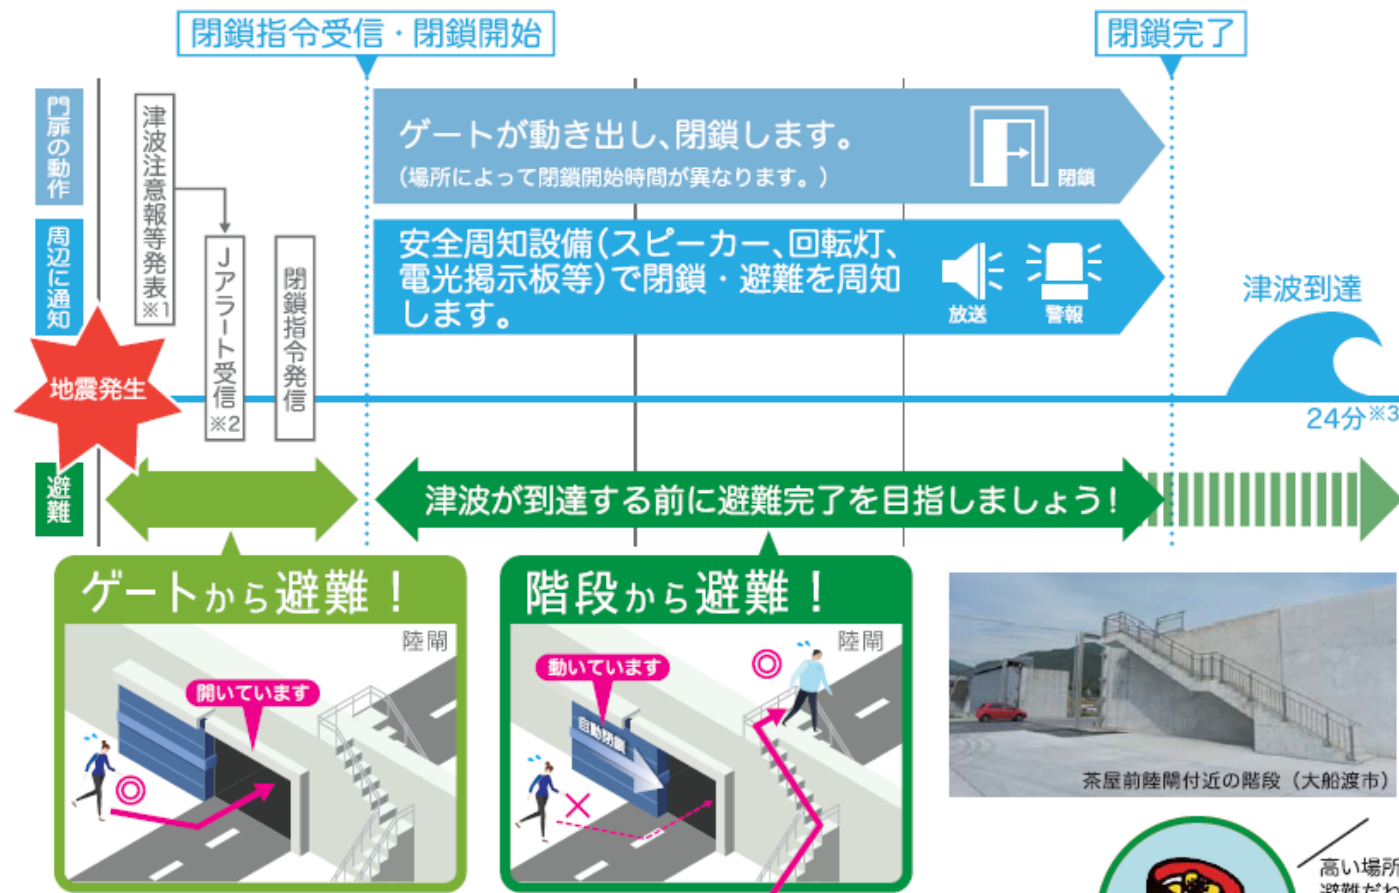 閉鎖指令受信・閉鎖開始
閉鎖完了
門扉の動作
津波注意報等発表※1
ゲートが動き出し、閉鎖します。
(場所によって閉鎖開始時間が異なります。)
閉鎖
周辺に通知
Jアラート受信※2
閉鎖指令発信
安全周知設備(スピーカー、回転灯、
電光掲示板等)で閉鎖・避難を周知
します。
放送
警報
津波到達
地震発生
24分※3
避難
津波が到達する前に避難完了を目指しましょう!
ゲートから避難!
陸閘
開いています
階段から避難!
陸閘
動いています
自動閉鎖
茶屋前陸閘付近の階段(大船渡市)
高い場所